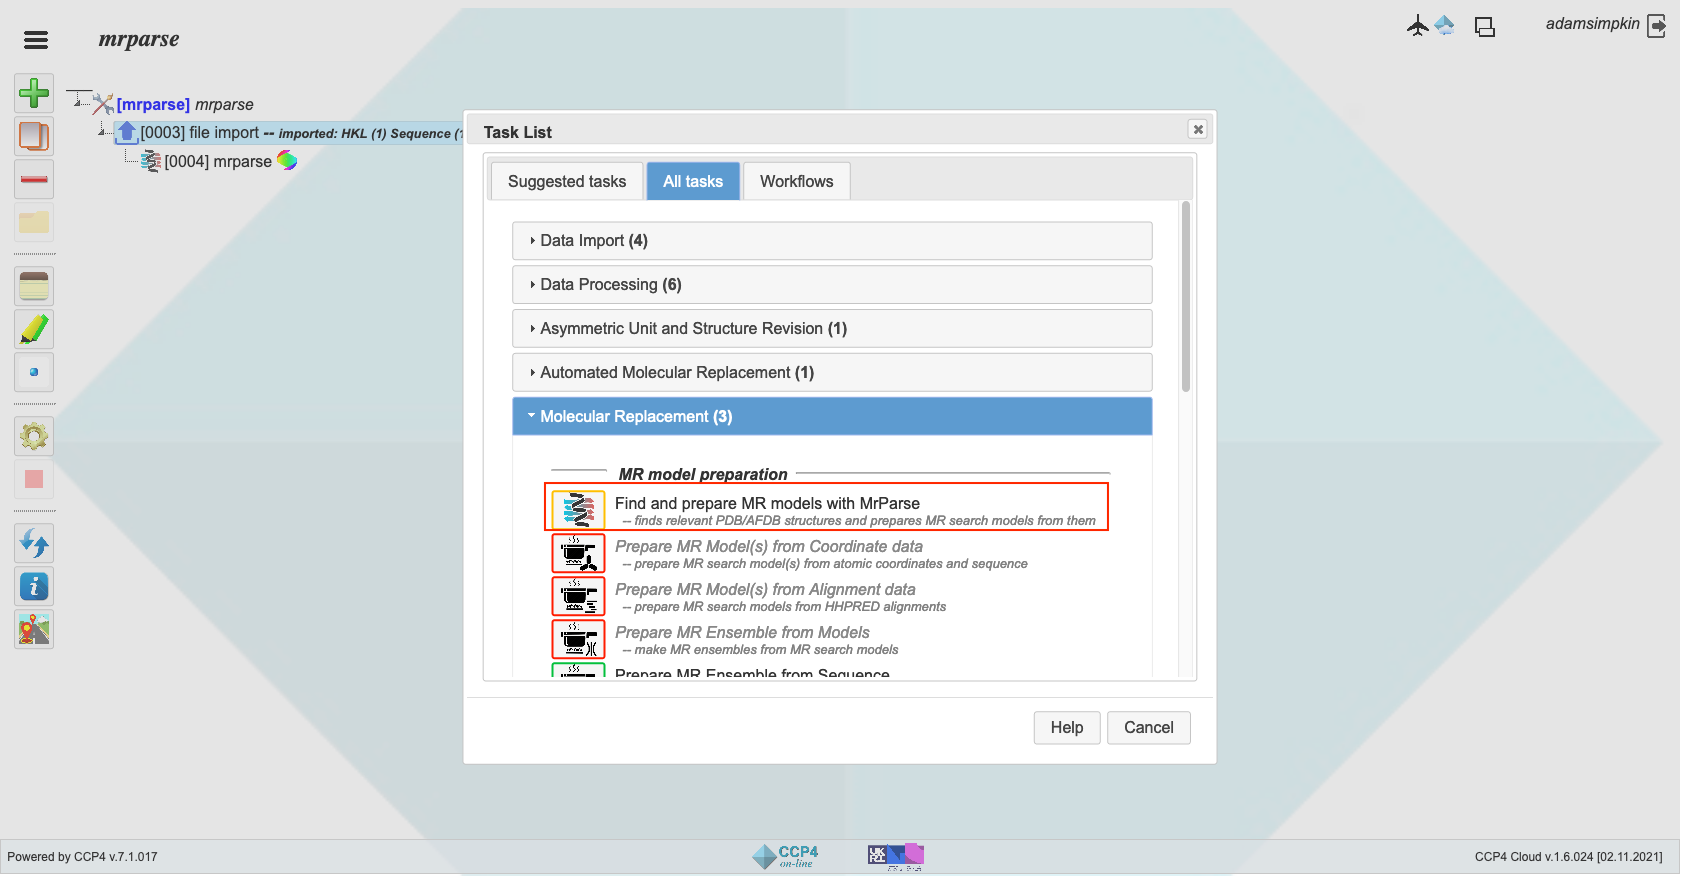 mrparse
adamsimpkin
[mrparse] mrparse
[0003] file import -- imported: HKL (1) Sequence (
[0004] mrparse
Task List
Suggested tasks
All tasks
Workflows
Data Import (4)
Data Processing (6)
Asymmetric Unit and Structure Revision (1)
Automated Molecular Replacement (1)
Molecular Replacement (3)
MR model preparation
Find and prepare MR models with MrParse
-- finds relevant PDB/AFDB structures and prepares MR search models from them
Prepare MR Model(s) from Coordinate data
-- prepare MR search model(s) from atomic coordinates and sequence
Prepare MR Model(s) from Alignment data
-- prepare MR search models from HHPRED alignments
Prepare MR Ensemble from Models
-- make MR ensembles from MR search models
Prepare MR Ensemble from Sequence
Help
Cancel
Powered by CCP4 v.7.1.017
CCP4
on-line
UK
RI
CCP4 Cloud v.1.6.024 [02.11.2021]